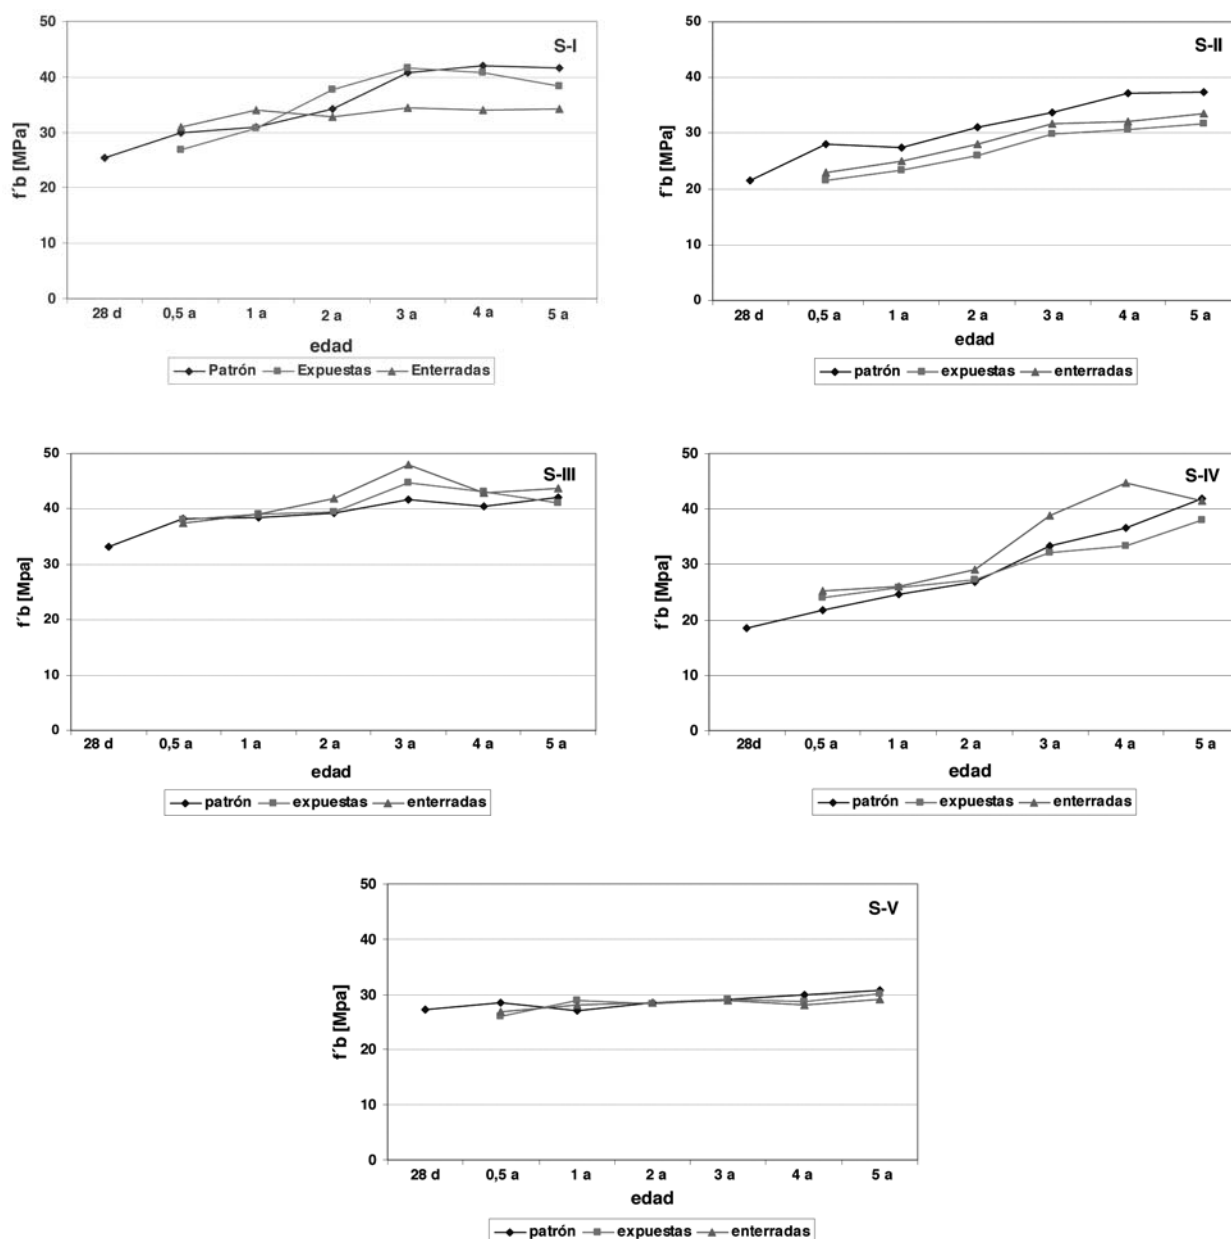 S-I
f´b [MPa]
50
40
30
20
10
0
28 d 0,5 a 1 a 2 a 3 a 4 a 5 a
edad
Patrón Expuestas Enterradas
S-II
f´b [MPa]
50
40
30
20
10
0
28 d 0,5 a 1 a 2 a 3 a 4 a 5 a
edad
patrón expuestas enterradas
S-III
f´b [Mpa]
50
40
30
20
10
0
28 d 0,5 a 1 a 2 a 3 a 4 a 5 a
edad
patrón expuestas enterradas
S-IV
f´b [Mpa]
50
40
30
20
10
0
28d 0,5 a 1 a 2 a 3 a 4 a 5 a
edad
patrón expuestas enterradas
S-V
f´b [Mpa]
50
40
30
20
10
0
28 d 0,5 a 1 a 2 a 3 a 4 a 5 a
edad
patrón expuestas enterradas